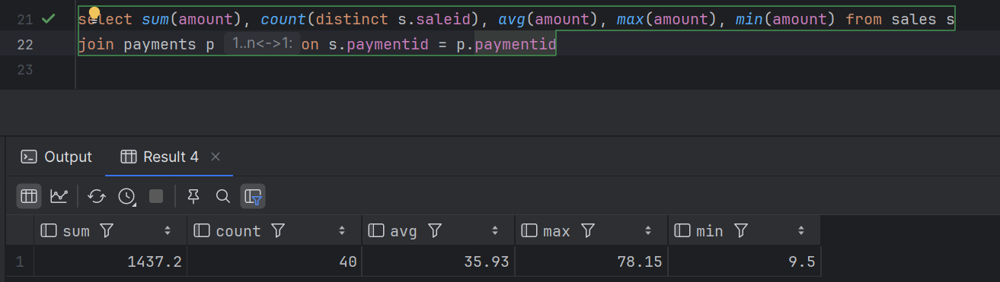 21 select sum(amount), count(distinct s.saleid), avg(amount), max(amount), min(amount) from sales s
22 join payments p 1..n<->1: on s.paymentid = p.paymentid
23
Output Result 4
sum count avg max min
1 1437.2 40 35.93 78.15 9.5